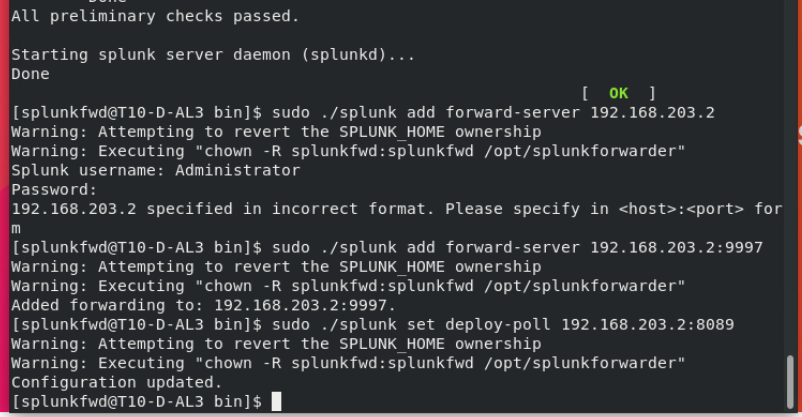 Done
All preliminary checks passed.
Starting splunk server daemon (splunkd)...
Done
[  OK  ]
[splunkfwd@T10-D-AL3 bin]$ sudo ./splunk add forward-server 192.168.203.2
Warning: Attempting to revert the SPLUNK_HOME ownership
Warning: Executing "chown -R splunkfwd:splunkfwd /opt/splunkforwarder"
Splunk username: Administrator
Password:
192.168.203.2 specified in incorrect format. Please specify in <host>:<port> for
m
[splunkfwd@T10-D-AL3 bin]$ sudo ./splunk add forward-server 192.168.203.2:9997
Warning: Attempting to revert the SPLUNK_HOME ownership
Warning: Executing "chown -R splunkfwd:splunkfwd /opt/splunkforwarder"
Added forwarding to: 192.168.203.2:9997.
[splunkfwd@T10-D-AL3 bin]$ sudo ./splunk set deploy-poll 192.168.203.2:8089
Warning: Attempting to revert the SPLUNK_HOME ownership
Warning: Executing "chown -R splunkfwd:splunkfwd /opt/splunkforwarder"
Configuration updated.
[splunkfwd@T10-D-AL3 bin]$